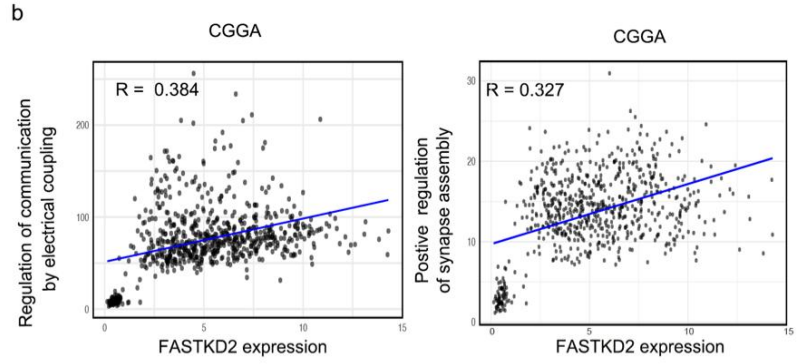 b
CGGA
R = 0.384
Regulation of communication
by electrical coupling
200
100
0
0 5 10 15
FASTKD2 expression
CGGA
R = 0.327
Postive regulation
of synapse assembly
30
20
10
0
0 5 10 15
FASTKD2 expression